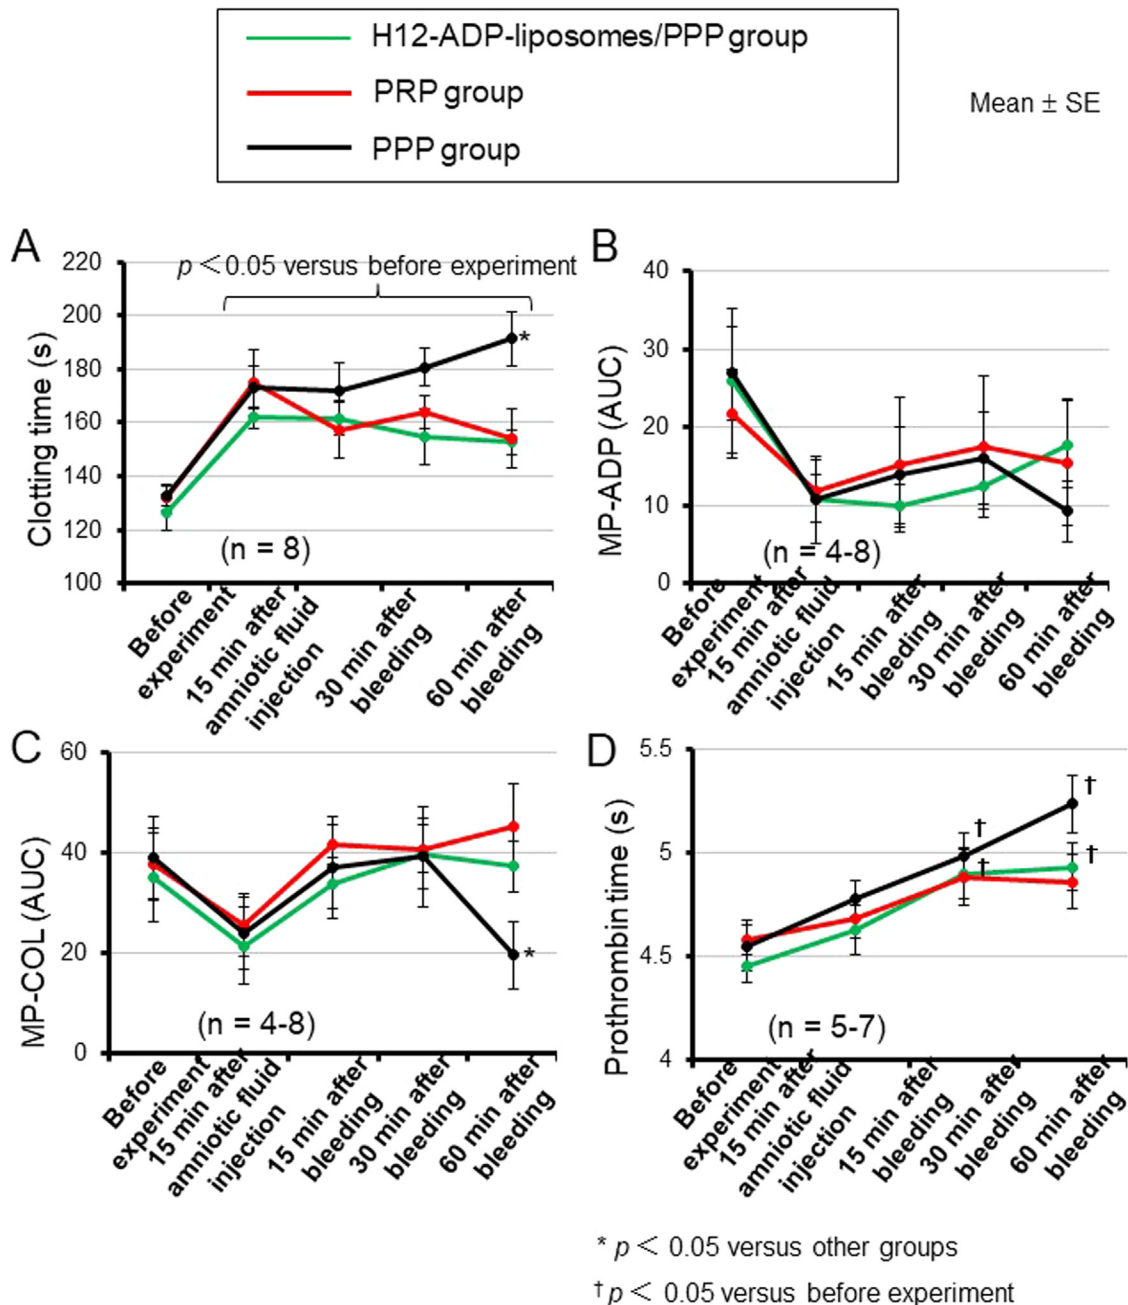 H12-ADP-liposomes/PPP group
PRP group
PPP group
Mean ± SE
A
Clotting time (s)
220
200
180
160
140
120
100
p < 0.05 versus before experiment
*
(n = 8)
Before
experiment
15 min after
amniotic fluid
injection
30 min after
bleeding
60 min after
bleeding
B
MP-ADP (AUC)
40
30
20
10
0
(n = 4-8)
Before
experiment
15 min after
amniotic fluid
injection
15 min after
bleeding
30 min after
bleeding
60 min after
bleeding
C
MP-COL (AUC)
60
40
20
0
*
(n = 4-8)
Before
experiment
15 min after
amniotic fluid
injection
15 min after
bleeding
30 min after
bleeding
60 min after
bleeding
D
Prothrombin time (s)
5.5
5
4.5
4
†
†
†
†
(n = 5-7)
Before
experiment
15 min after
amniotic fluid
injection
15 min after
bleeding
30 min after
bleeding
60 min after
bleeding
* p < 0.05 versus other groups
† p < 0.05 versus before experiment